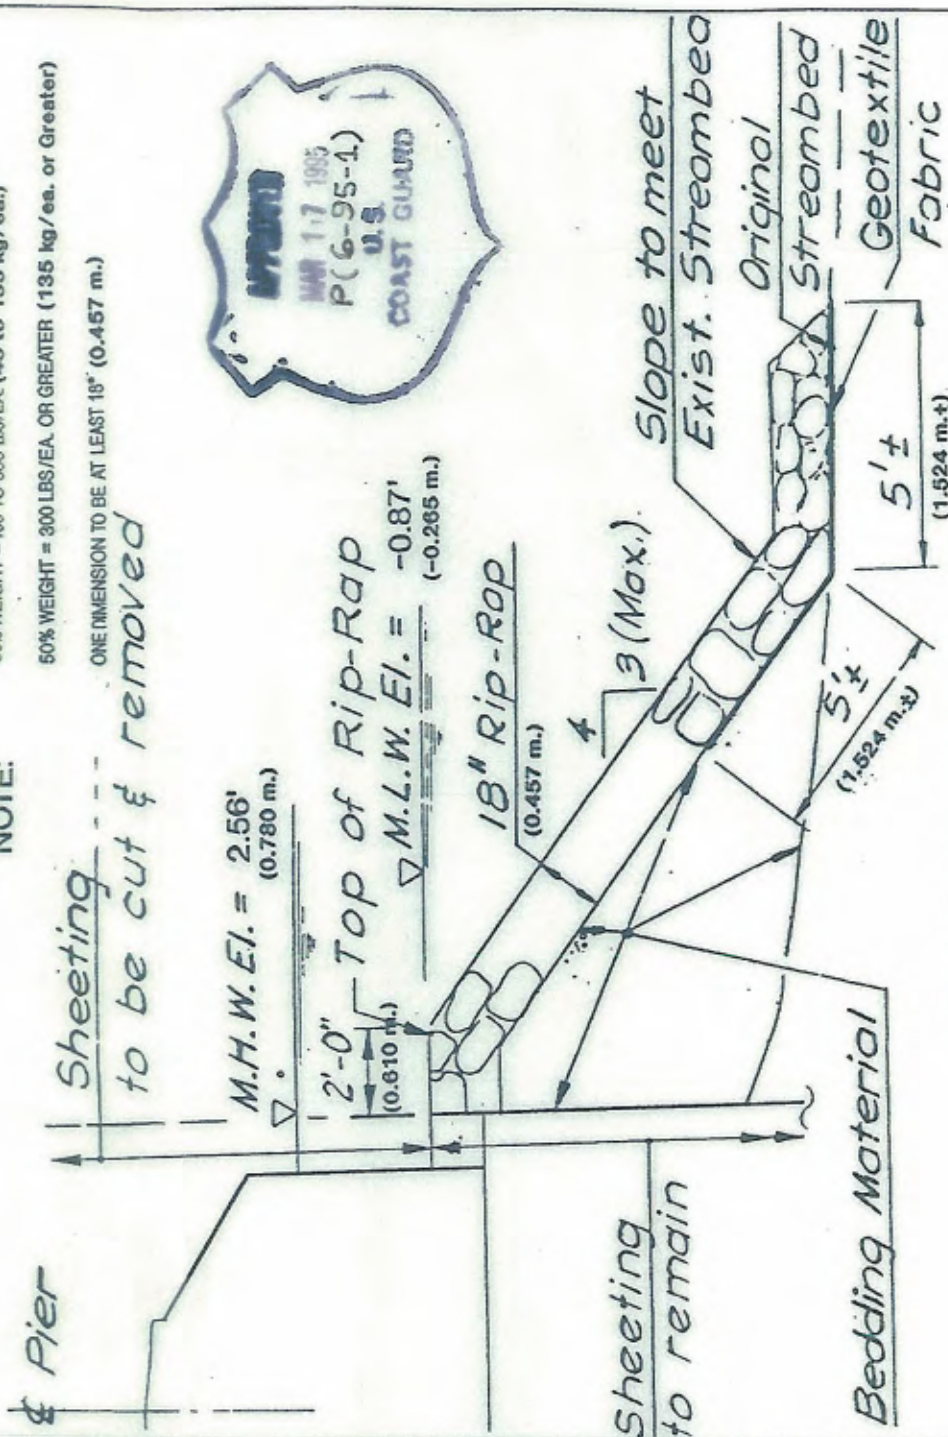 NOTE:
50% WEIGHT = 300 LBS/EA. OR GREATER (135 kg/ea. or Greater)
ONE DIMENSION TO BE AT LEAST 18" (0.457 m.)
℄ Pier
Sheeting
to be cut & removed
M.H.W. El. = 2.56'
(0.780 m.)
2'-0"
(0.610 m.)
Top of Rip-Rap
M.L.W. El. = -0.87'
(-0.265 m.)
18" Rip-Rap
(0.457 m.)
4
3 (Max.)
APPROVED
MAR 17 1995
P(6-95-1)
U.S.
COAST GUARD
Slope to meet
Exist. Streambed
Original
Streambed
Geotextile
Fabric
5'±
(1.524 m.±)
5'±
(1.524 m.±)
Sheeting
to remain
Bedding Material